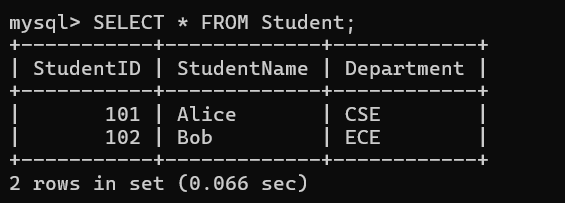 mysql> SELECT * FROM Student;
+-----------+-------------+------------+
| StudentID | StudentName | Department |
+-----------+-------------+------------+
|       101 | Alice       | CSE        |
|       102 | Bob         | ECE        |
+-----------+-------------+------------+
2 rows in set (0.066 sec)